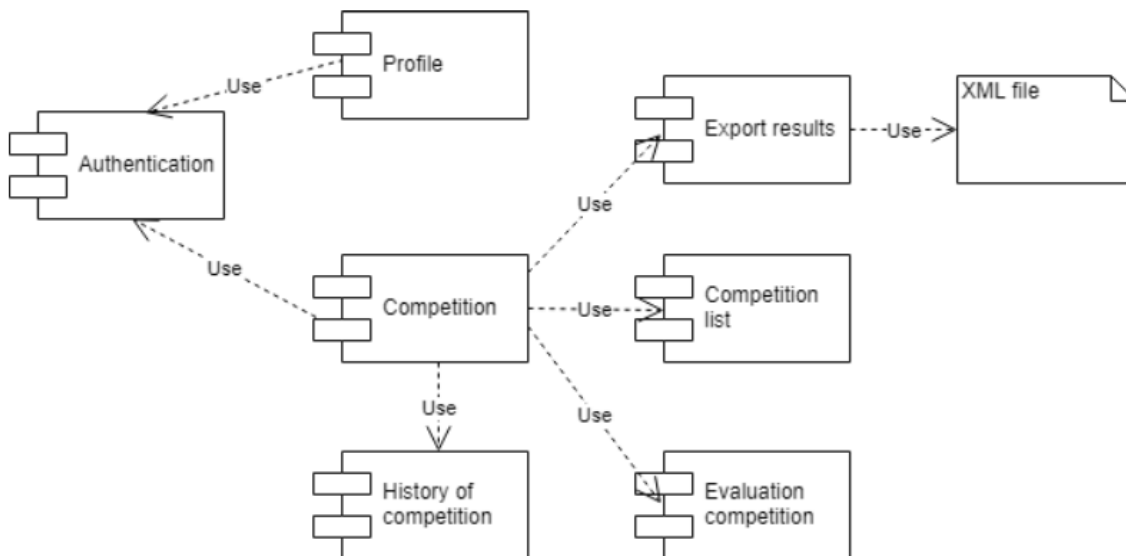 Profile
Use
XML file
Export results
Use
Authentication
Use
Use
Competition
Use
Competition
list
Use
Use
History of
competition
Evaluation
competition